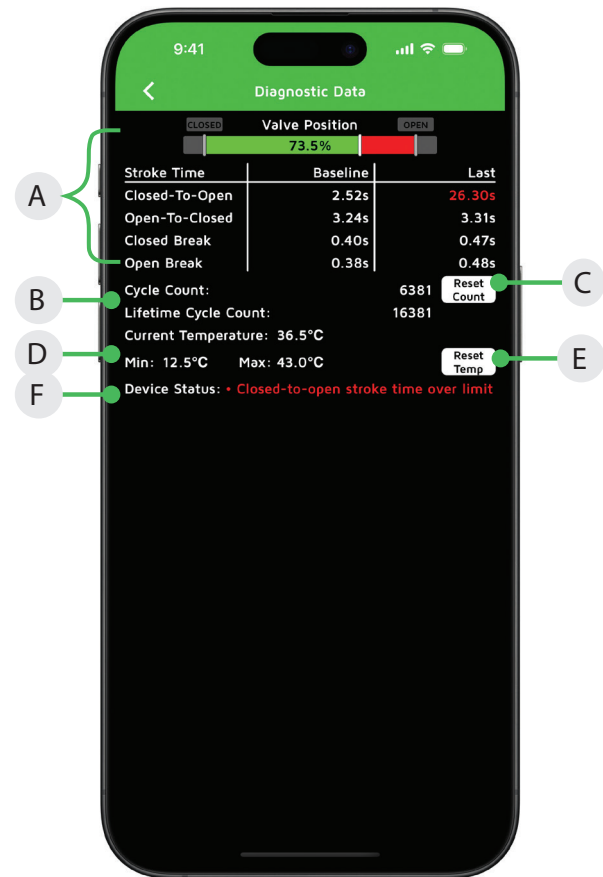 9:41
Diagnostic Data
CLOSED Valve Position OPEN
73.5%
Stroke Time Baseline Last
Closed-To-Open 2.52s 26.30s
Open-To-Closed 3.24s 3.31s
Closed Break 0.40s 0.47s
Open Break 0.38s 0.48s
Cycle Count: 6381 Reset Count
Lifetime Cycle Count: 16381
Current Temperature: 36.5°C
Min: 12.5°C Max: 43.0°C Reset Temp
Device Status: • Closed-to-open stroke time over limit
A
B
C
D
E
F